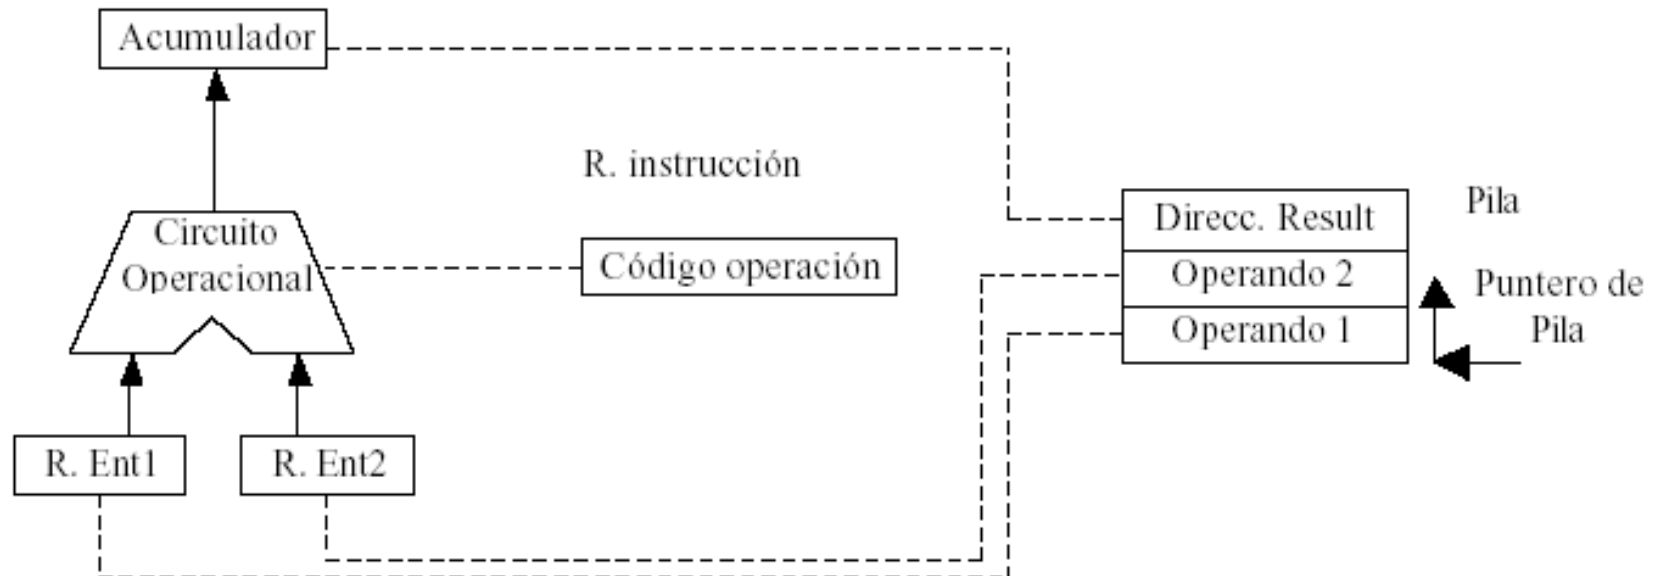 Acumulador
R. instrucción
Direcc. Result
Pila
Circuito
Operacional
Código operación
Operando 2
Puntero de
Pila
Operando 1
R. Ent1
R. Ent2